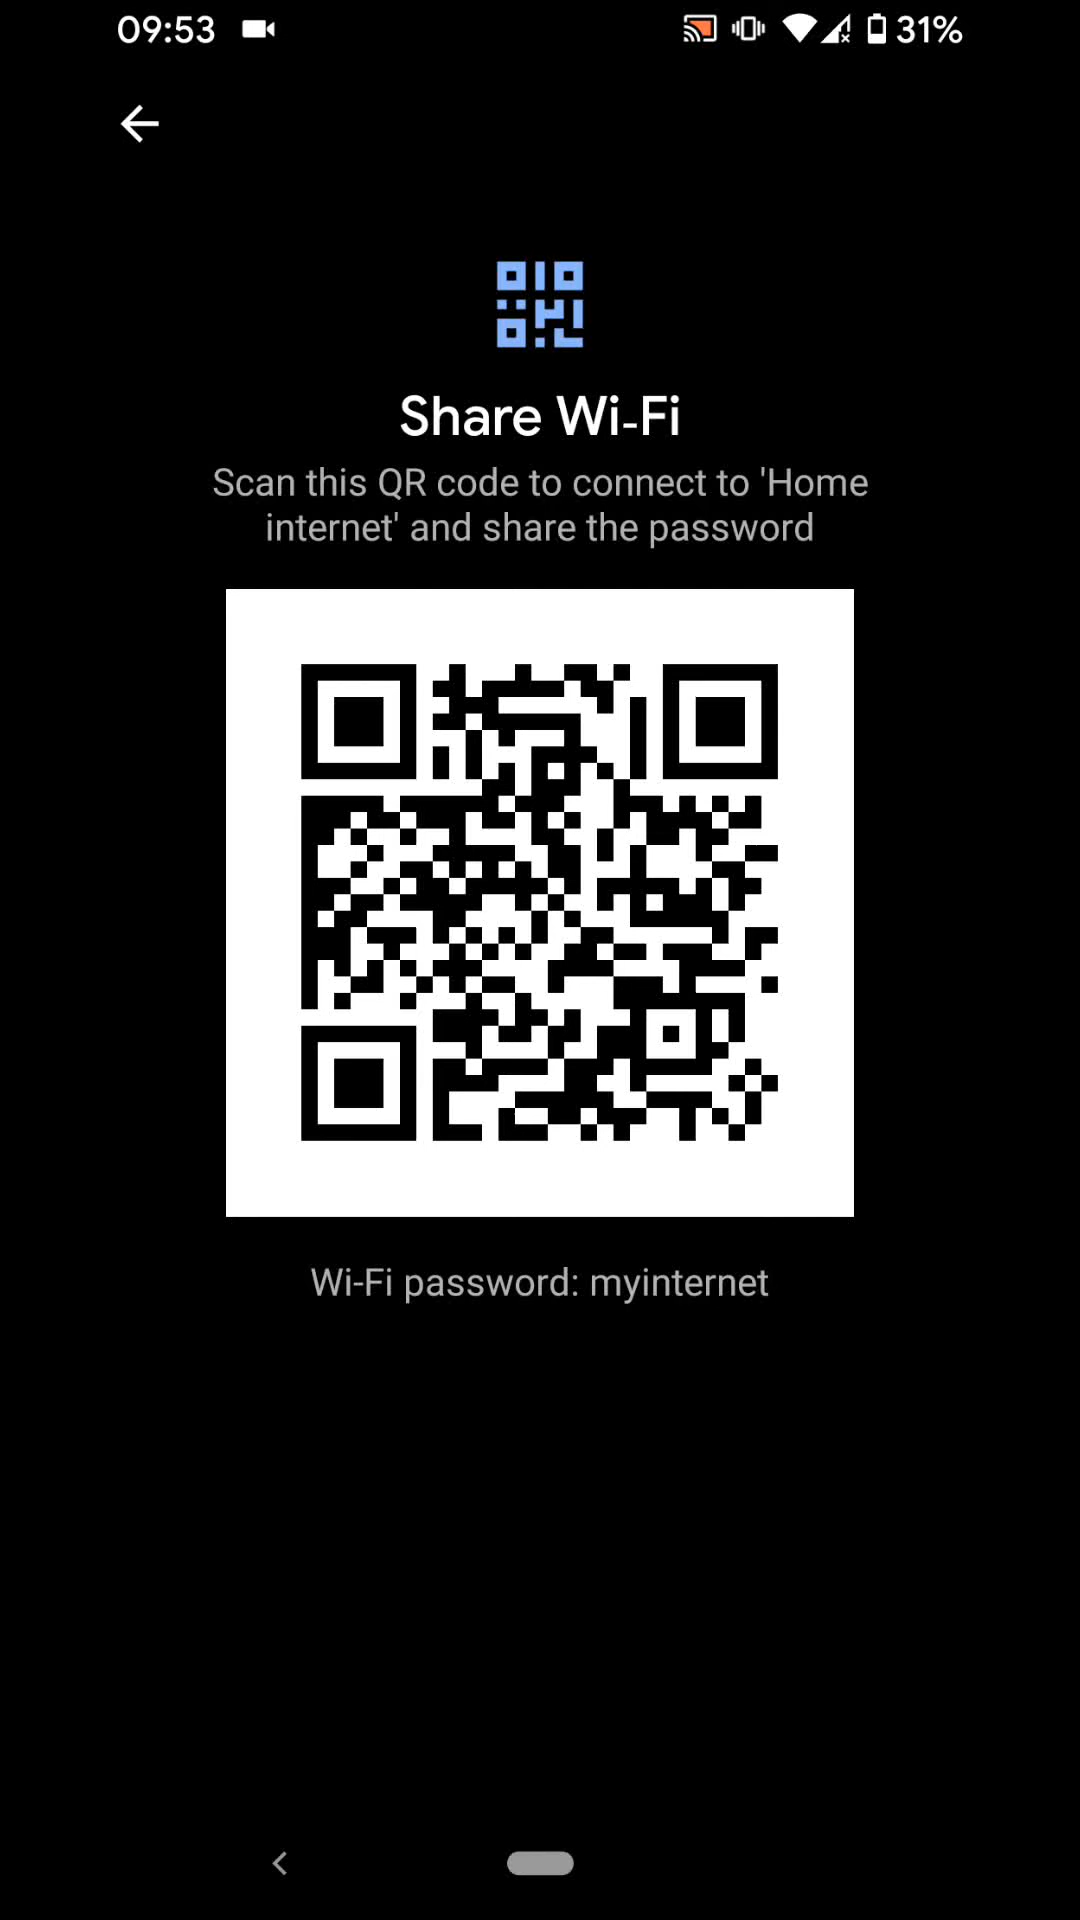 09:53
31%
Share Wi-Fi
Scan this QR code to connect to 'Home
internet' and share the password
Wi-Fi password: myinternet